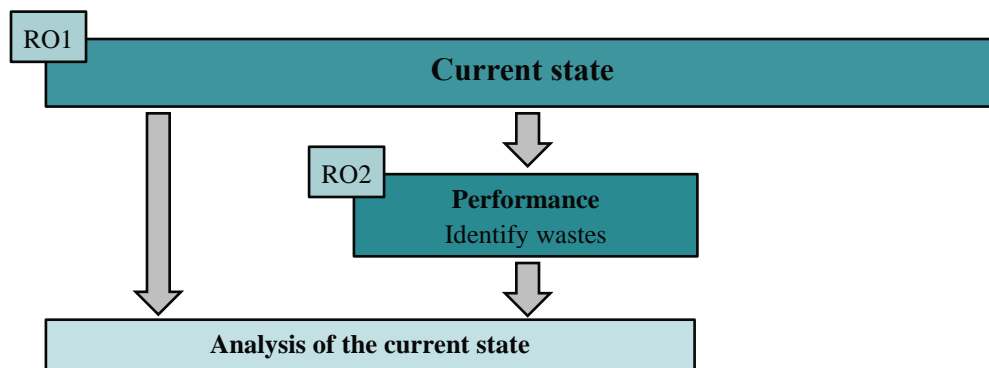 RO1
Current state
RO2
Performance
Identify wastes
Analysis of the current state